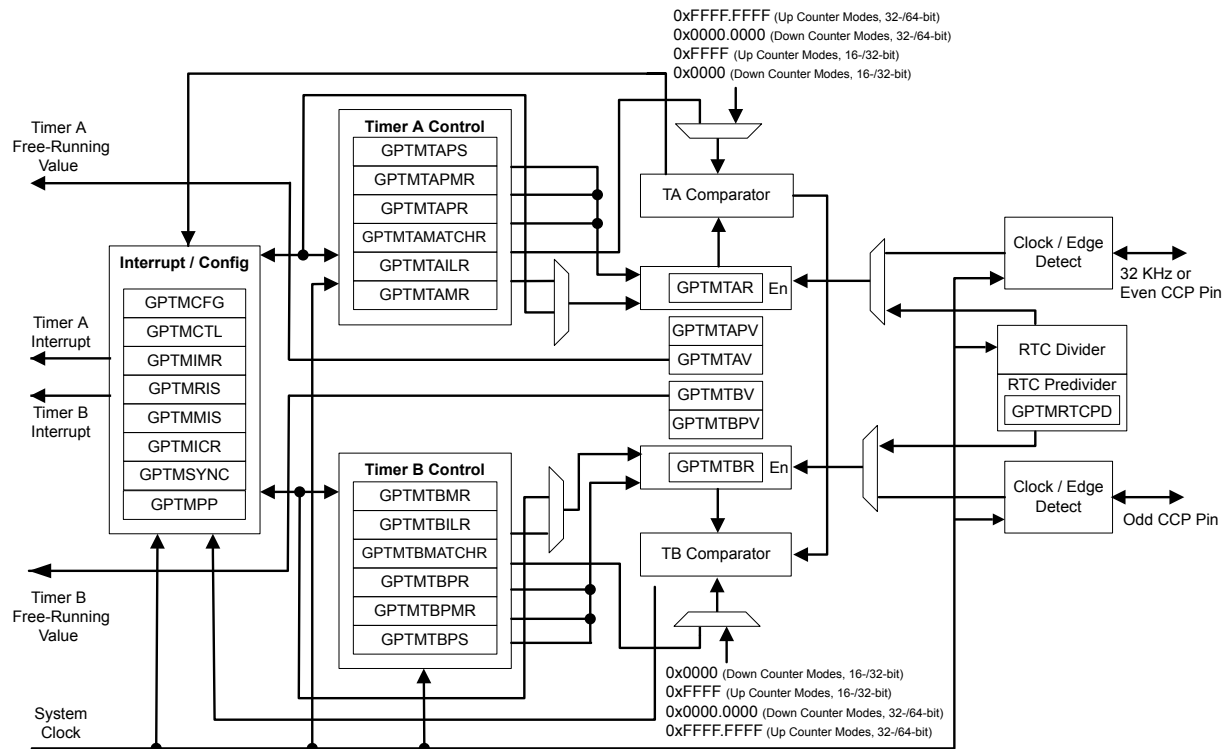 0xFFFF.FFFF (Up Counter Modes, 32-/64-bit)
0x0000.0000 (Down Counter Modes, 32-/64-bit)
0xFFFF (Up Counter Modes, 16-/32-bit)
0x0000 (Down Counter Modes, 16-/32-bit)
Timer A
Free-Running
Value
Timer A Control
GPTMTAPS
GPTMTAPMR
GPTMTAPR
GPTMTAMATCHR
GPTMTAILR
GPTMTAMR
TA Comparator
GPTMTAR
En
Clock / Edge
Detect
32 KHz or
Even CCP Pin
Interrupt / Config
GPTMCFG
GPTMCTL
GPTMIMR
GPTMRIS
GPTMMIS
GPTMICR
GPTMSYNC
GPTMPP
Timer A
Interrupt
Timer B
Interrupt
GPTMTAPV
GPTMTAV
GPTMTBV
GPTMTBPV
RTC Divider
RTC Predivider
GPTMRTCPD
Timer B Control
GPTMTBMR
GPTMTBILR
GPTMTBMATCHR
GPTMTBPR
GPTMTBPMR
GPTMTBPS
GPTMTBR
En
Clock / Edge
Detect
Odd CCP Pin
TB Comparator
Timer B
Free-Running
Value
0x0000 (Down Counter Modes, 16-/32-bit)
0xFFFF (Up Counter Modes, 16-/32-bit)
0x0000.0000 (Down Counter Modes, 32-/64-bit)
0xFFFF.FFFF (Up Counter Modes, 32-/64-bit)
System
Clock